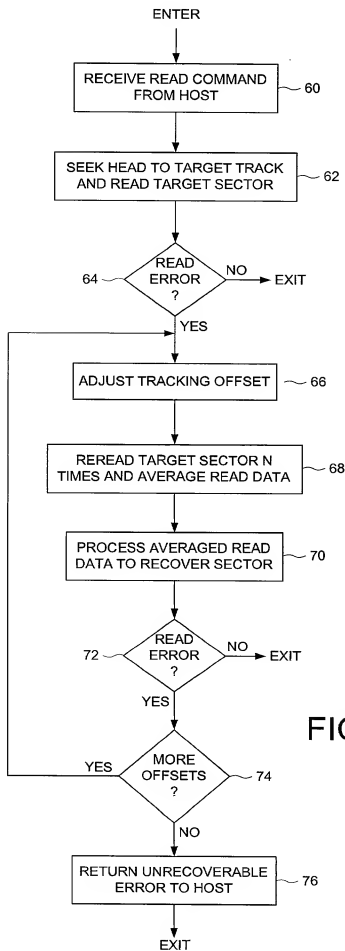 ENTER
RECEIVE READ COMMAND
FROM HOST
60
SEEK HEAD TO TARGET TRACK
AND READ TARGET SECTOR
62
READ
ERROR
?
64
NO
EXIT
YES
ADJUST TRACKING OFFSET
66
REREAD TARGET SECTOR N
TIMES AND AVERAGE READ DATA
68
PROCESS AVERAGED READ
DATA TO RECOVER SECTOR
70
READ
ERROR
?
72
NO
EXIT
YES
FIG
YES
MORE
OFFSETS
?
74
NO
RETURN UNRECOVERABLE
ERROR TO HOST
76
EXIT